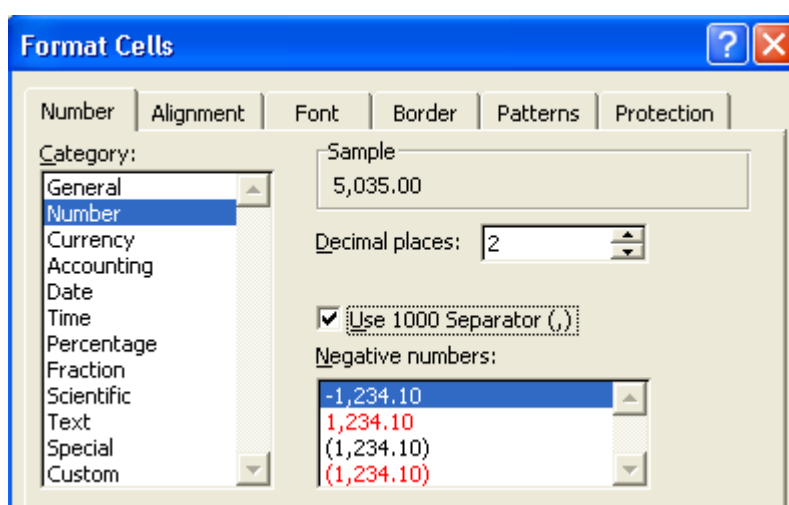 Format Cells
Number Alignment Font Border Patterns Protection
Category:
General
Number
Currency
Accounting
Date
Time
Percentage
Fraction
Scientific
Text
Special
Custom
Sample
5,035.00
Decimal places: 2
Use 1000 Separator (,)
Negative numbers:
-1,234.10
1,234.10
(1,234.10)
(1,234.10)